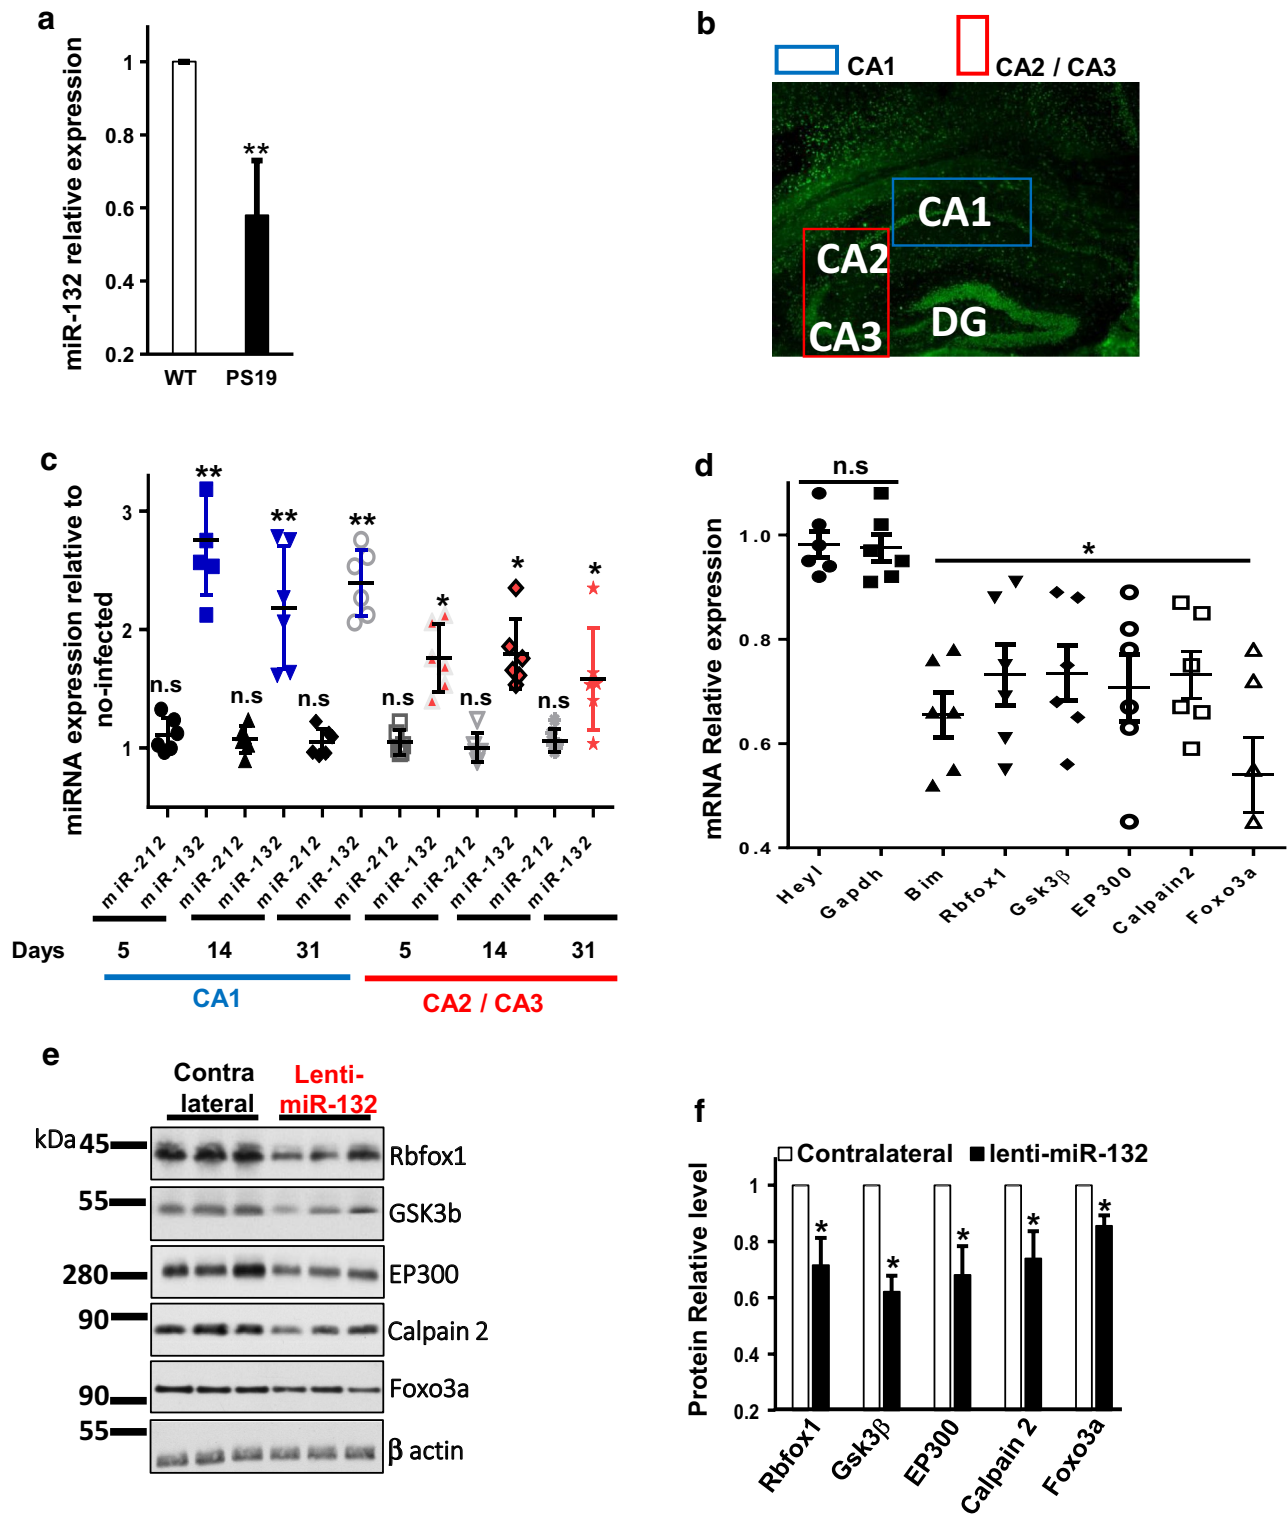 a
miR-132 relative expression
1
0.8
0.6
0.4
0.2
**
WT PS19
b
CA1
CA2 / CA3
CA1
CA2
CA3
DG
c
miRNA expression relative to
no-infected
3
2
1
n.s
**
n.s
**
n.s
**
n.s
*
n.s
*
n.s
*
miR-212
miR-132
miR-212
miR-132
miR-212
miR-132
miR-212
miR-132
miR-212
miR-132
miR-212
miR-132
Days 5 14 31 5 14 31
CA1
CA2 / CA3
d
mRNA Relative expression
1.0
0.8
0.6
0.4
n.s
*
Heyl
Gapdh
Bim
Rbfox1
Gsk3β
EP300
Calpain2
Foxo3a
e
Contra
lateral
Lenti-
miR-132
kDa 45
Rbfox1
55
GSK3b
280
EP300
90
Calpain 2
90
Foxo3a
55
β actin
f
Contralateral lenti-miR-132
Protein Relative level
1
0.8
0.6
0.4
0.2
*
*
*
*
*
Rbfox1
Gsk3β
EP300
Calpain 2
Foxo3a